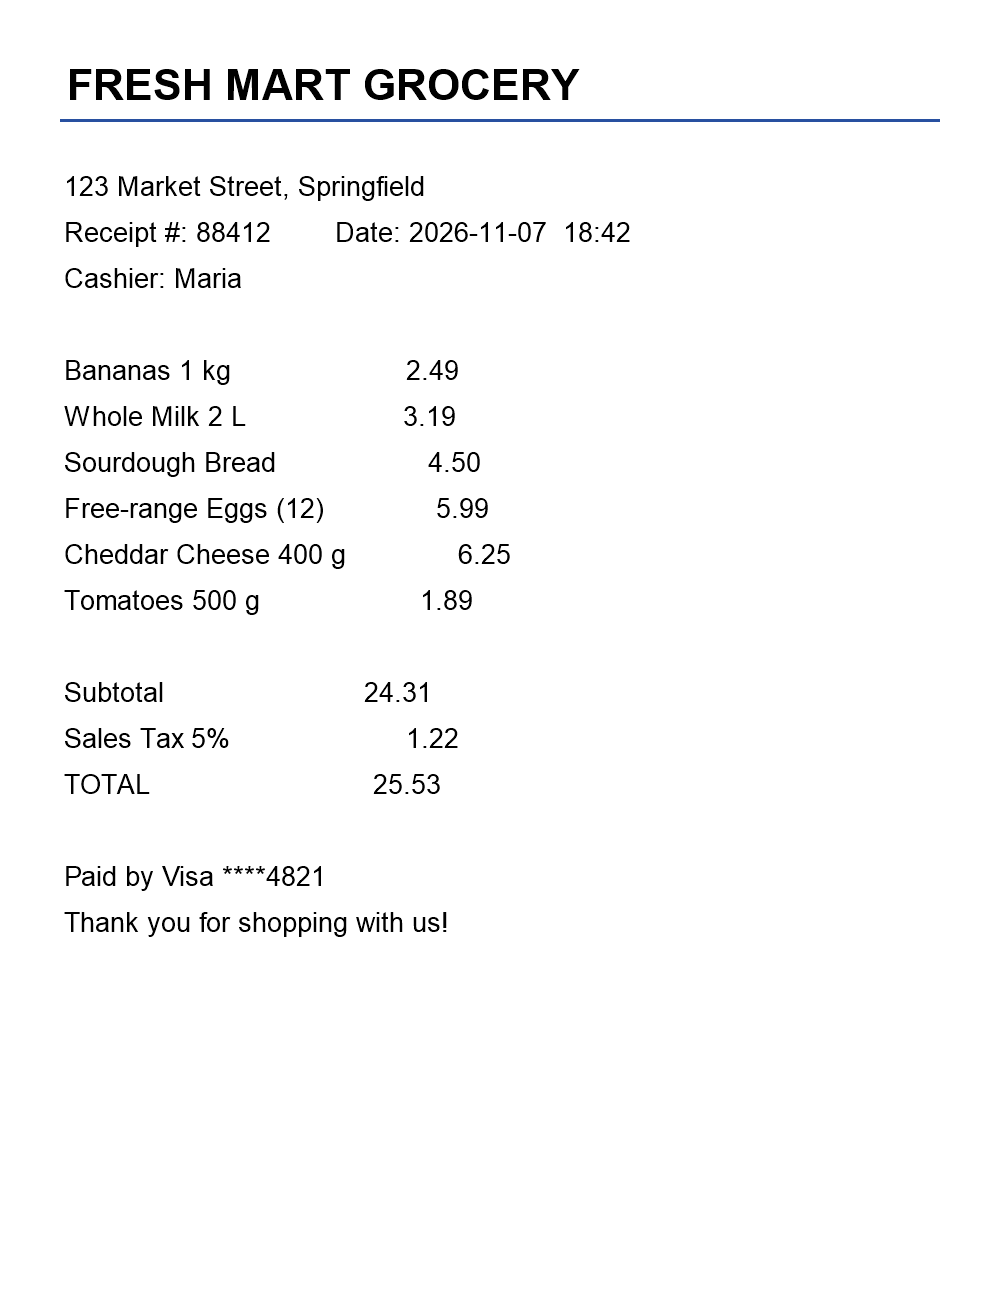 FRESH MART GROCERY
123 Market Street, Springfield
Receipt #: 88412 Date: 2026-11-07 18:42
Cashier: Maria
Bananas 1 kg 2.49
Whole Milk 2 L 3.19
Sourdough Bread 4.50
Free-range Eggs (12) 5.99
Cheddar Cheese 400 g 6.25
Tomatoes 500 g 1.89
Subtotal 24.31
Sales Tax 5% 1.22
TOTAL 25.53
Paid by Visa ****4821
Thank you for shopping with us!